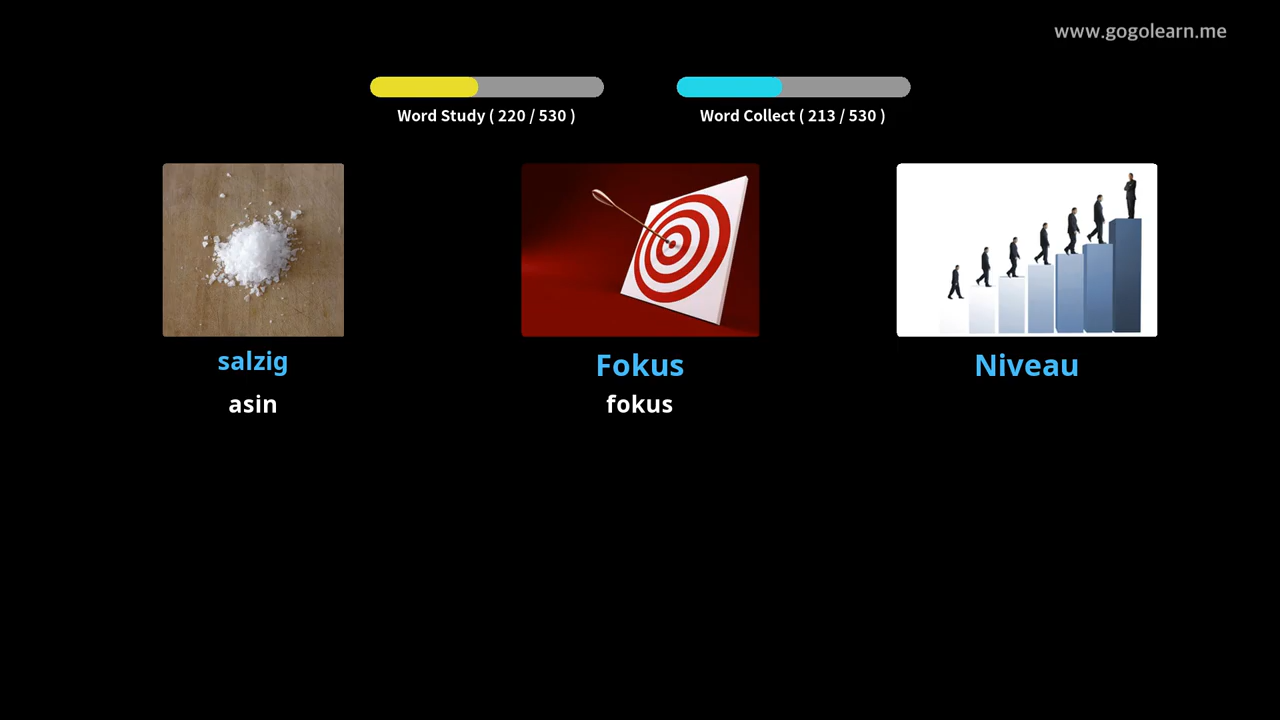 www.gogolearn.me
Word Study ( 220 / 530 )
Word Collect ( 213 / 530 )
salzig
Fokus
Niveau
asin
fokus